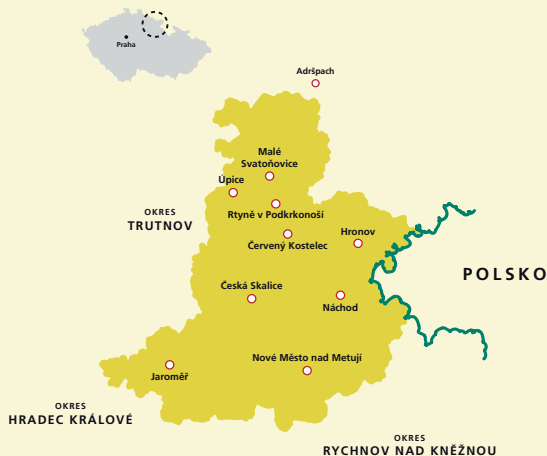 Praha
Adršpach
Malé
Svatoňovice
Úpice
Rtyně v Podkrkonoší
OKRES
TRUTNOV
Červený Kostelec
Hronov
POLSKO
Česká Skalice
Náchod
Nové Město nad Metují
Jaroměř
OKRES
HRADEC KRÁLOVÉ
OKRES
RYCHNOV NAD KNĚŽNOU